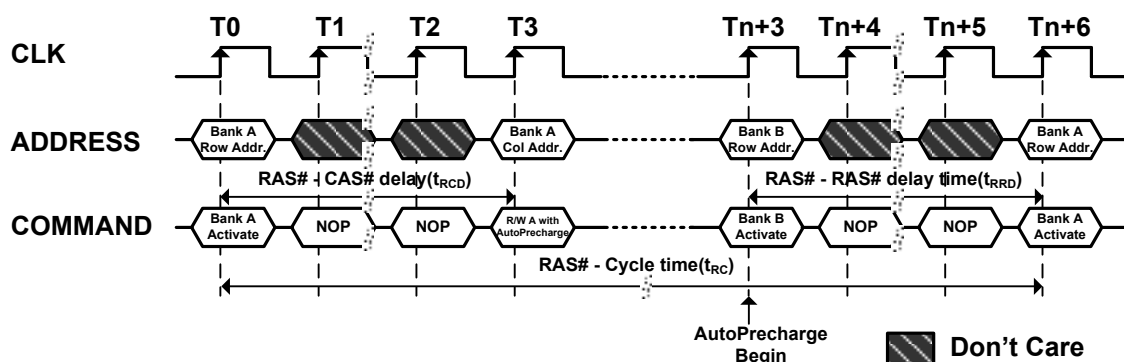 T0 T1 T2 T3 Tn+3 Tn+4 Tn+5 Tn+6
CLK
ADDRESS
Bank A
Row Addr.
Bank A
Col Addr.
Bank B
Row Addr.
Bank A
Row Addr.
RAS# - CAS# delay(tRCD)
RAS# - RAS# delay time(tRRD)
COMMAND
Bank A
Activate
NOP
NOP
R/W A with
AutoPrecharge
Bank B
Activate
NOP
NOP
Bank A
Activate
RAS# - Cycle time(tRC)
AutoPrecharge
Begin
Don't Care